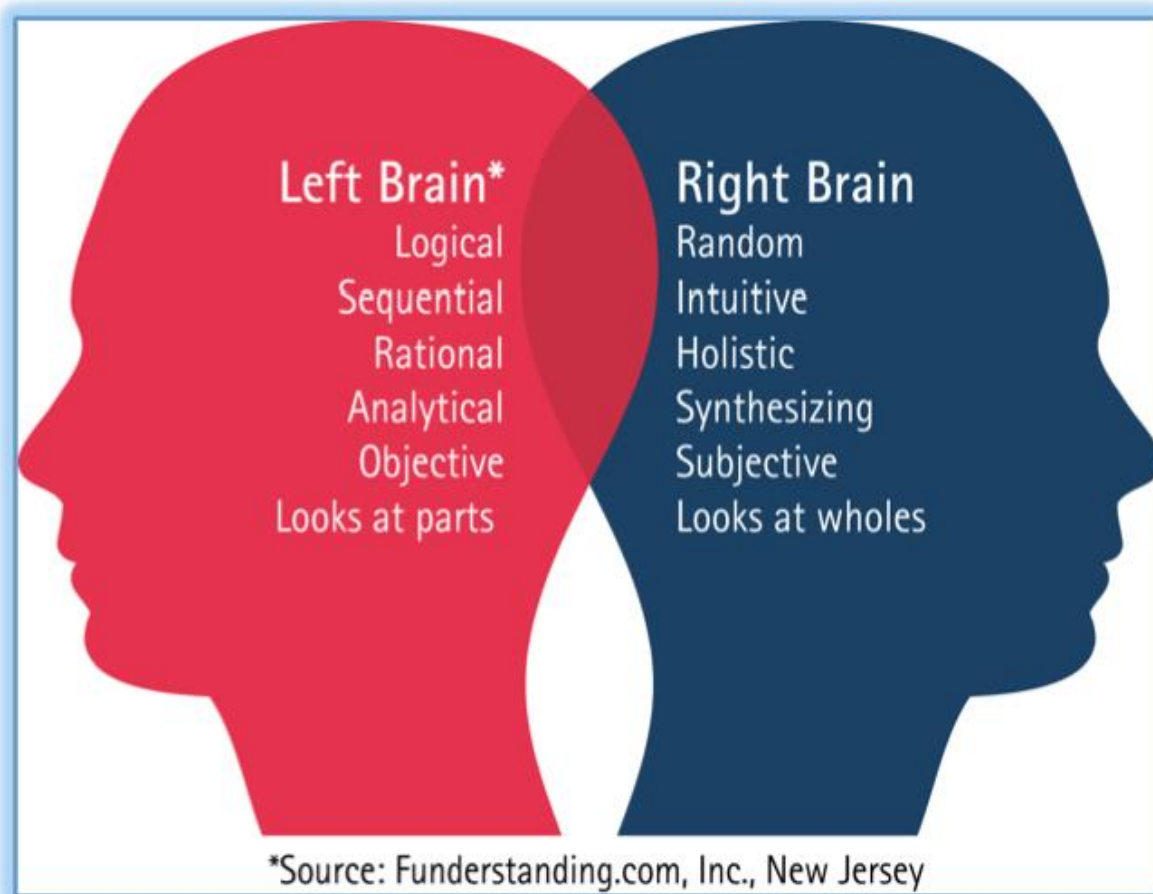 Left Brain*
Logical
Sequential
Rational
Analytical
Objective
Looks at parts
Right Brain
Random
Intuitive
Holistic
Synthesizing
Subjective
Looks at wholes
*Source: Funderstanding.com, Inc., New Jersey